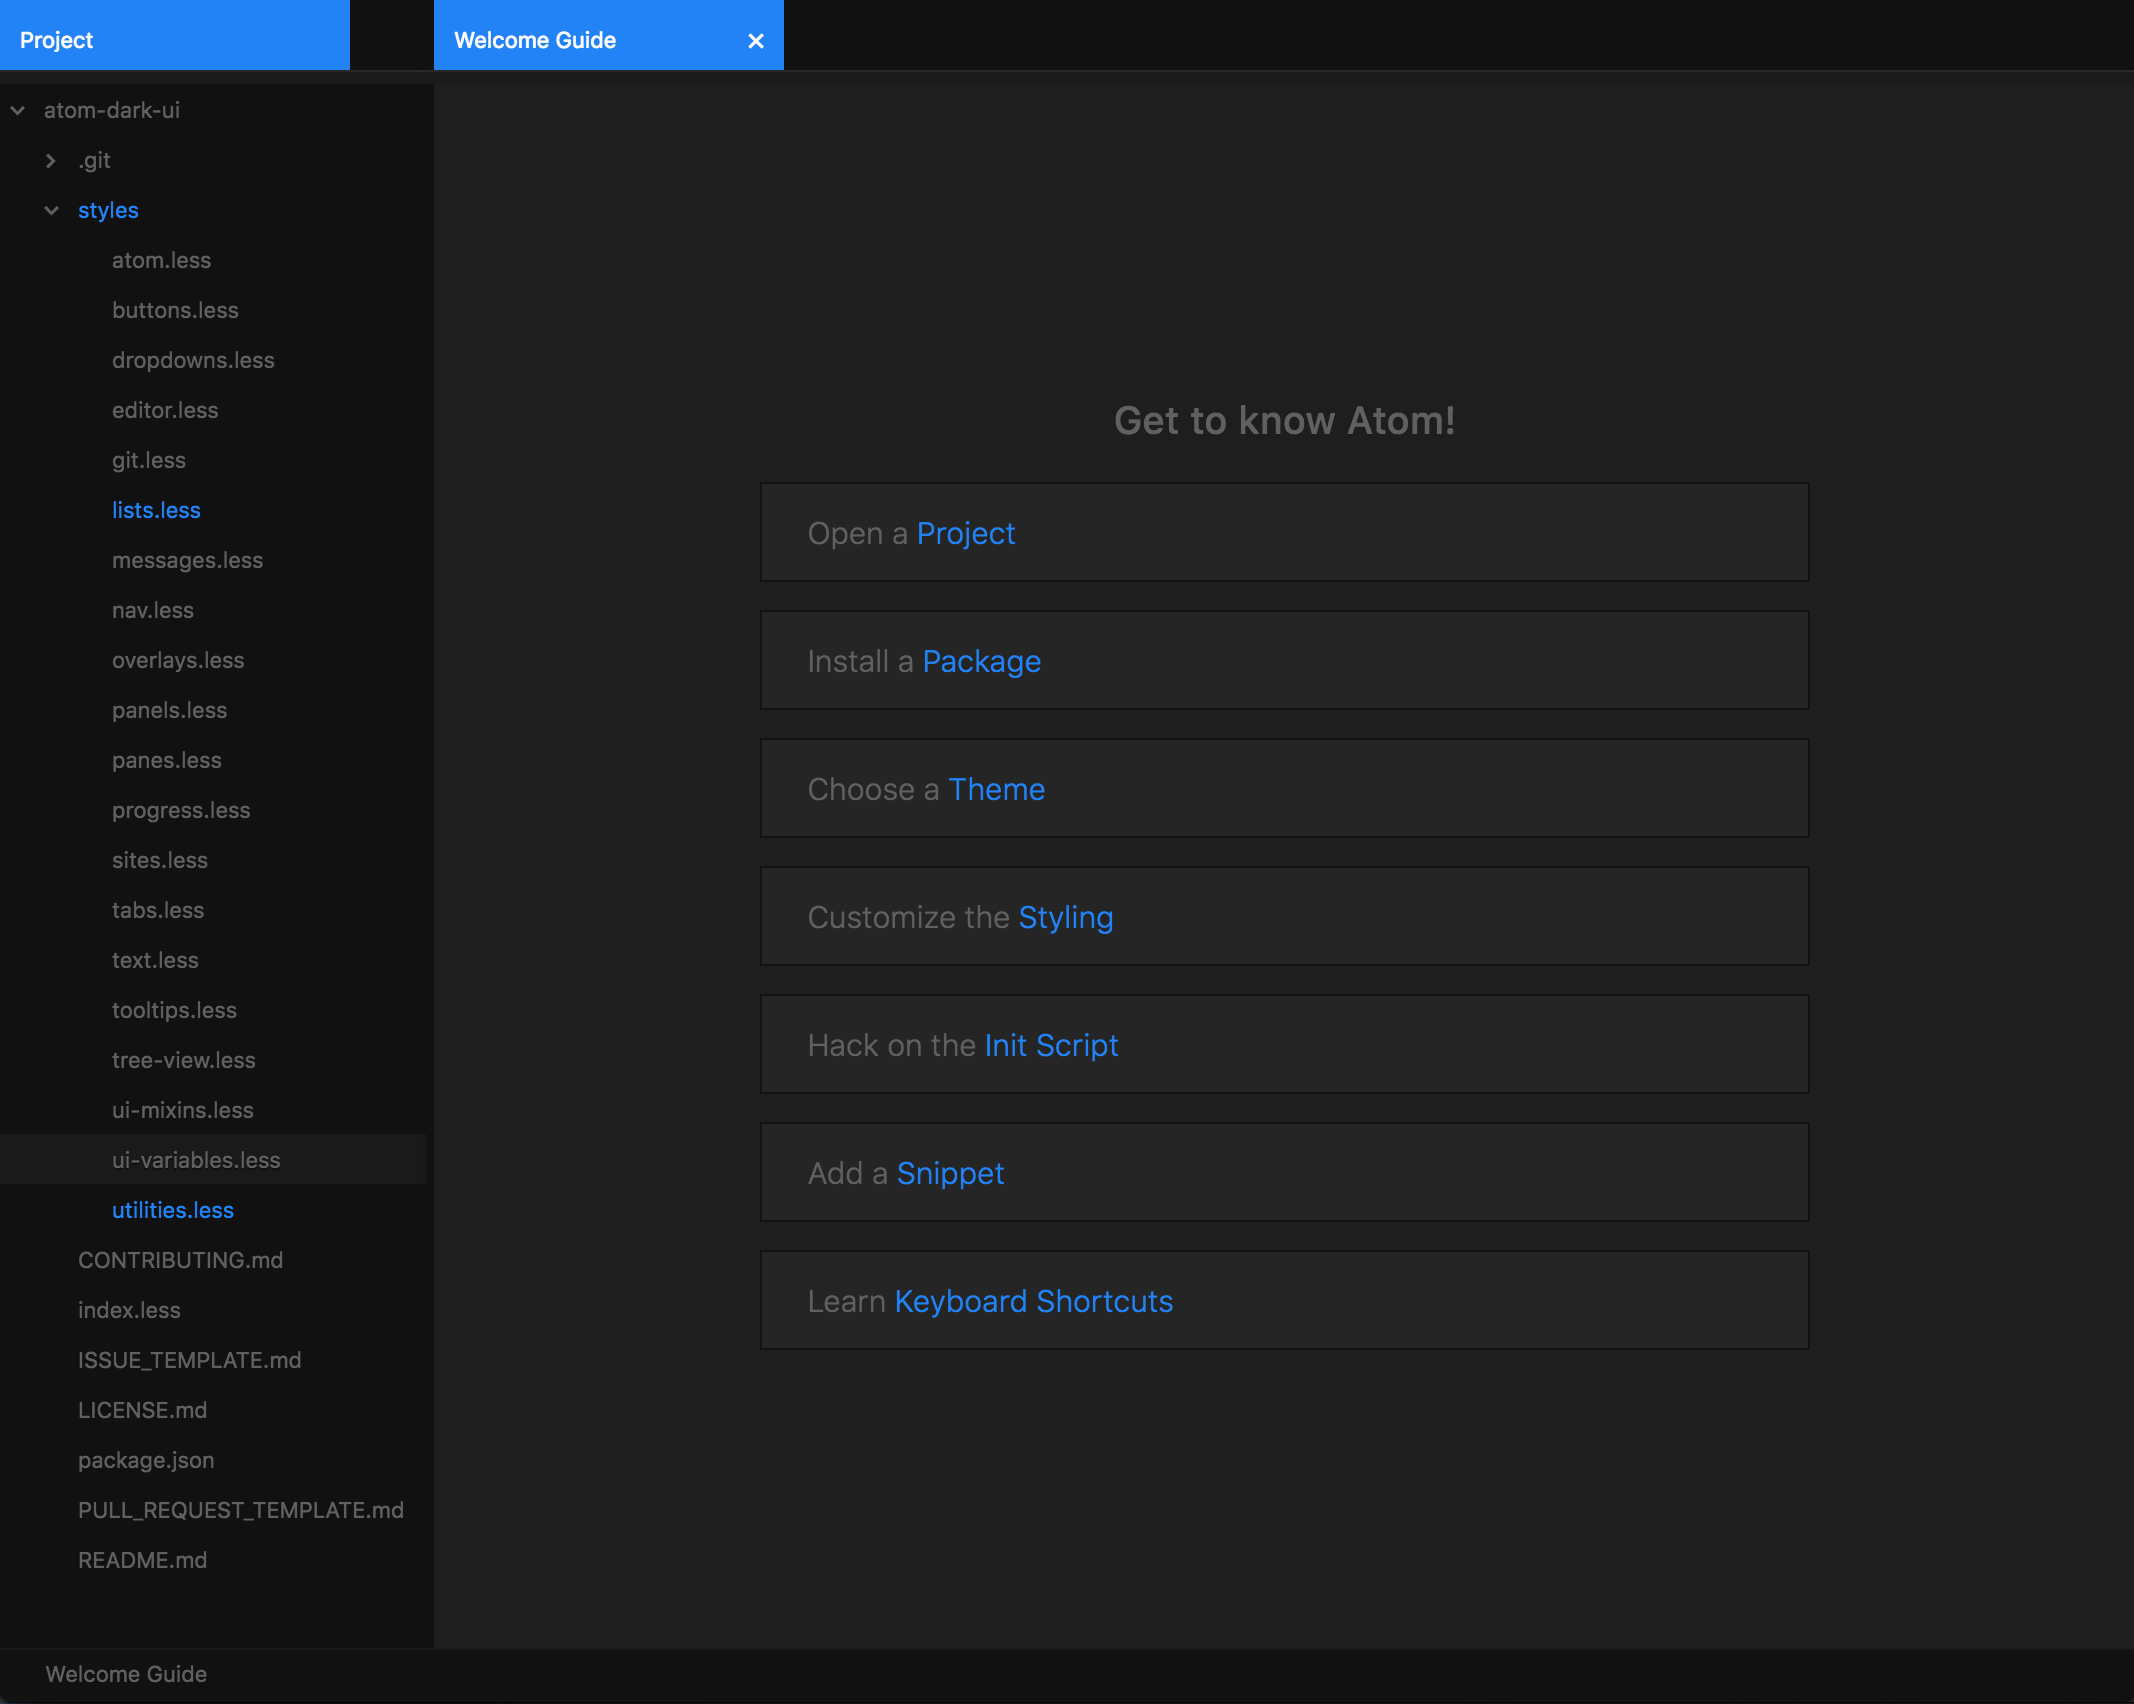 Project
Welcome Guide
atom-dark-ui
.git
styles
atom.less
buttons.less
dropdowns.less
editor.less
git.less
lists.less
messages.less
nav.less
overlays.less
panels.less
panes.less
progress.less
sites.less
tabs.less
text.less
tooltips.less
tree-view.less
ui-mixins.less
ui-variables.less
utilities.less
CONTRIBUTING.md
index.less
ISSUE_TEMPLATE.md
LICENSE.md
package.json
PULL_REQUEST_TEMPLATE.md
README.md
Get to know Atom!
Open a Project
Install a Package
Choose a Theme
Customize the Styling
Hack on the Init Script
Add a Snippet
Learn Keyboard Shortcuts
Welcome Guide